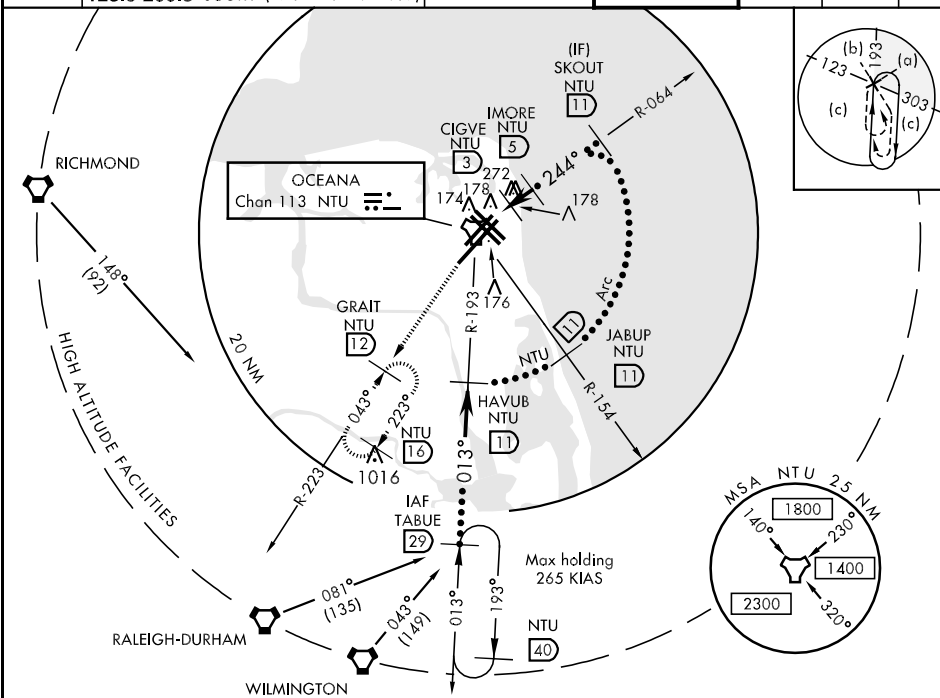 (IF)
SKOUT
NTU
11
R-064
IMORE
NTU
5
CIGVE
NTU
3
272
178
174
244°
178
176
RICHMOND
OCEANA
Chan 113 NTU
148°
(92)
HIGH ALTITUDE FACILITIES
20 NM
GRAIT
NTU
12
R-193
NTU
11
Arc
JABUP
NTU
11
R-154
HAVUB
NTU
11
043°
223°
NTU
16
1016
R-223
013°
IAF
TABUE
29
Max holding
265 KIAS
013°
193°
NTU
40
081°
(135)
043°
(149)
RALEIGH-DURHAM
WILMINGTON
(b)
193
(a)
123
303
(c)
(c)
MSA NTU 25 NM
1800
140°
230°
1400
2300
320°